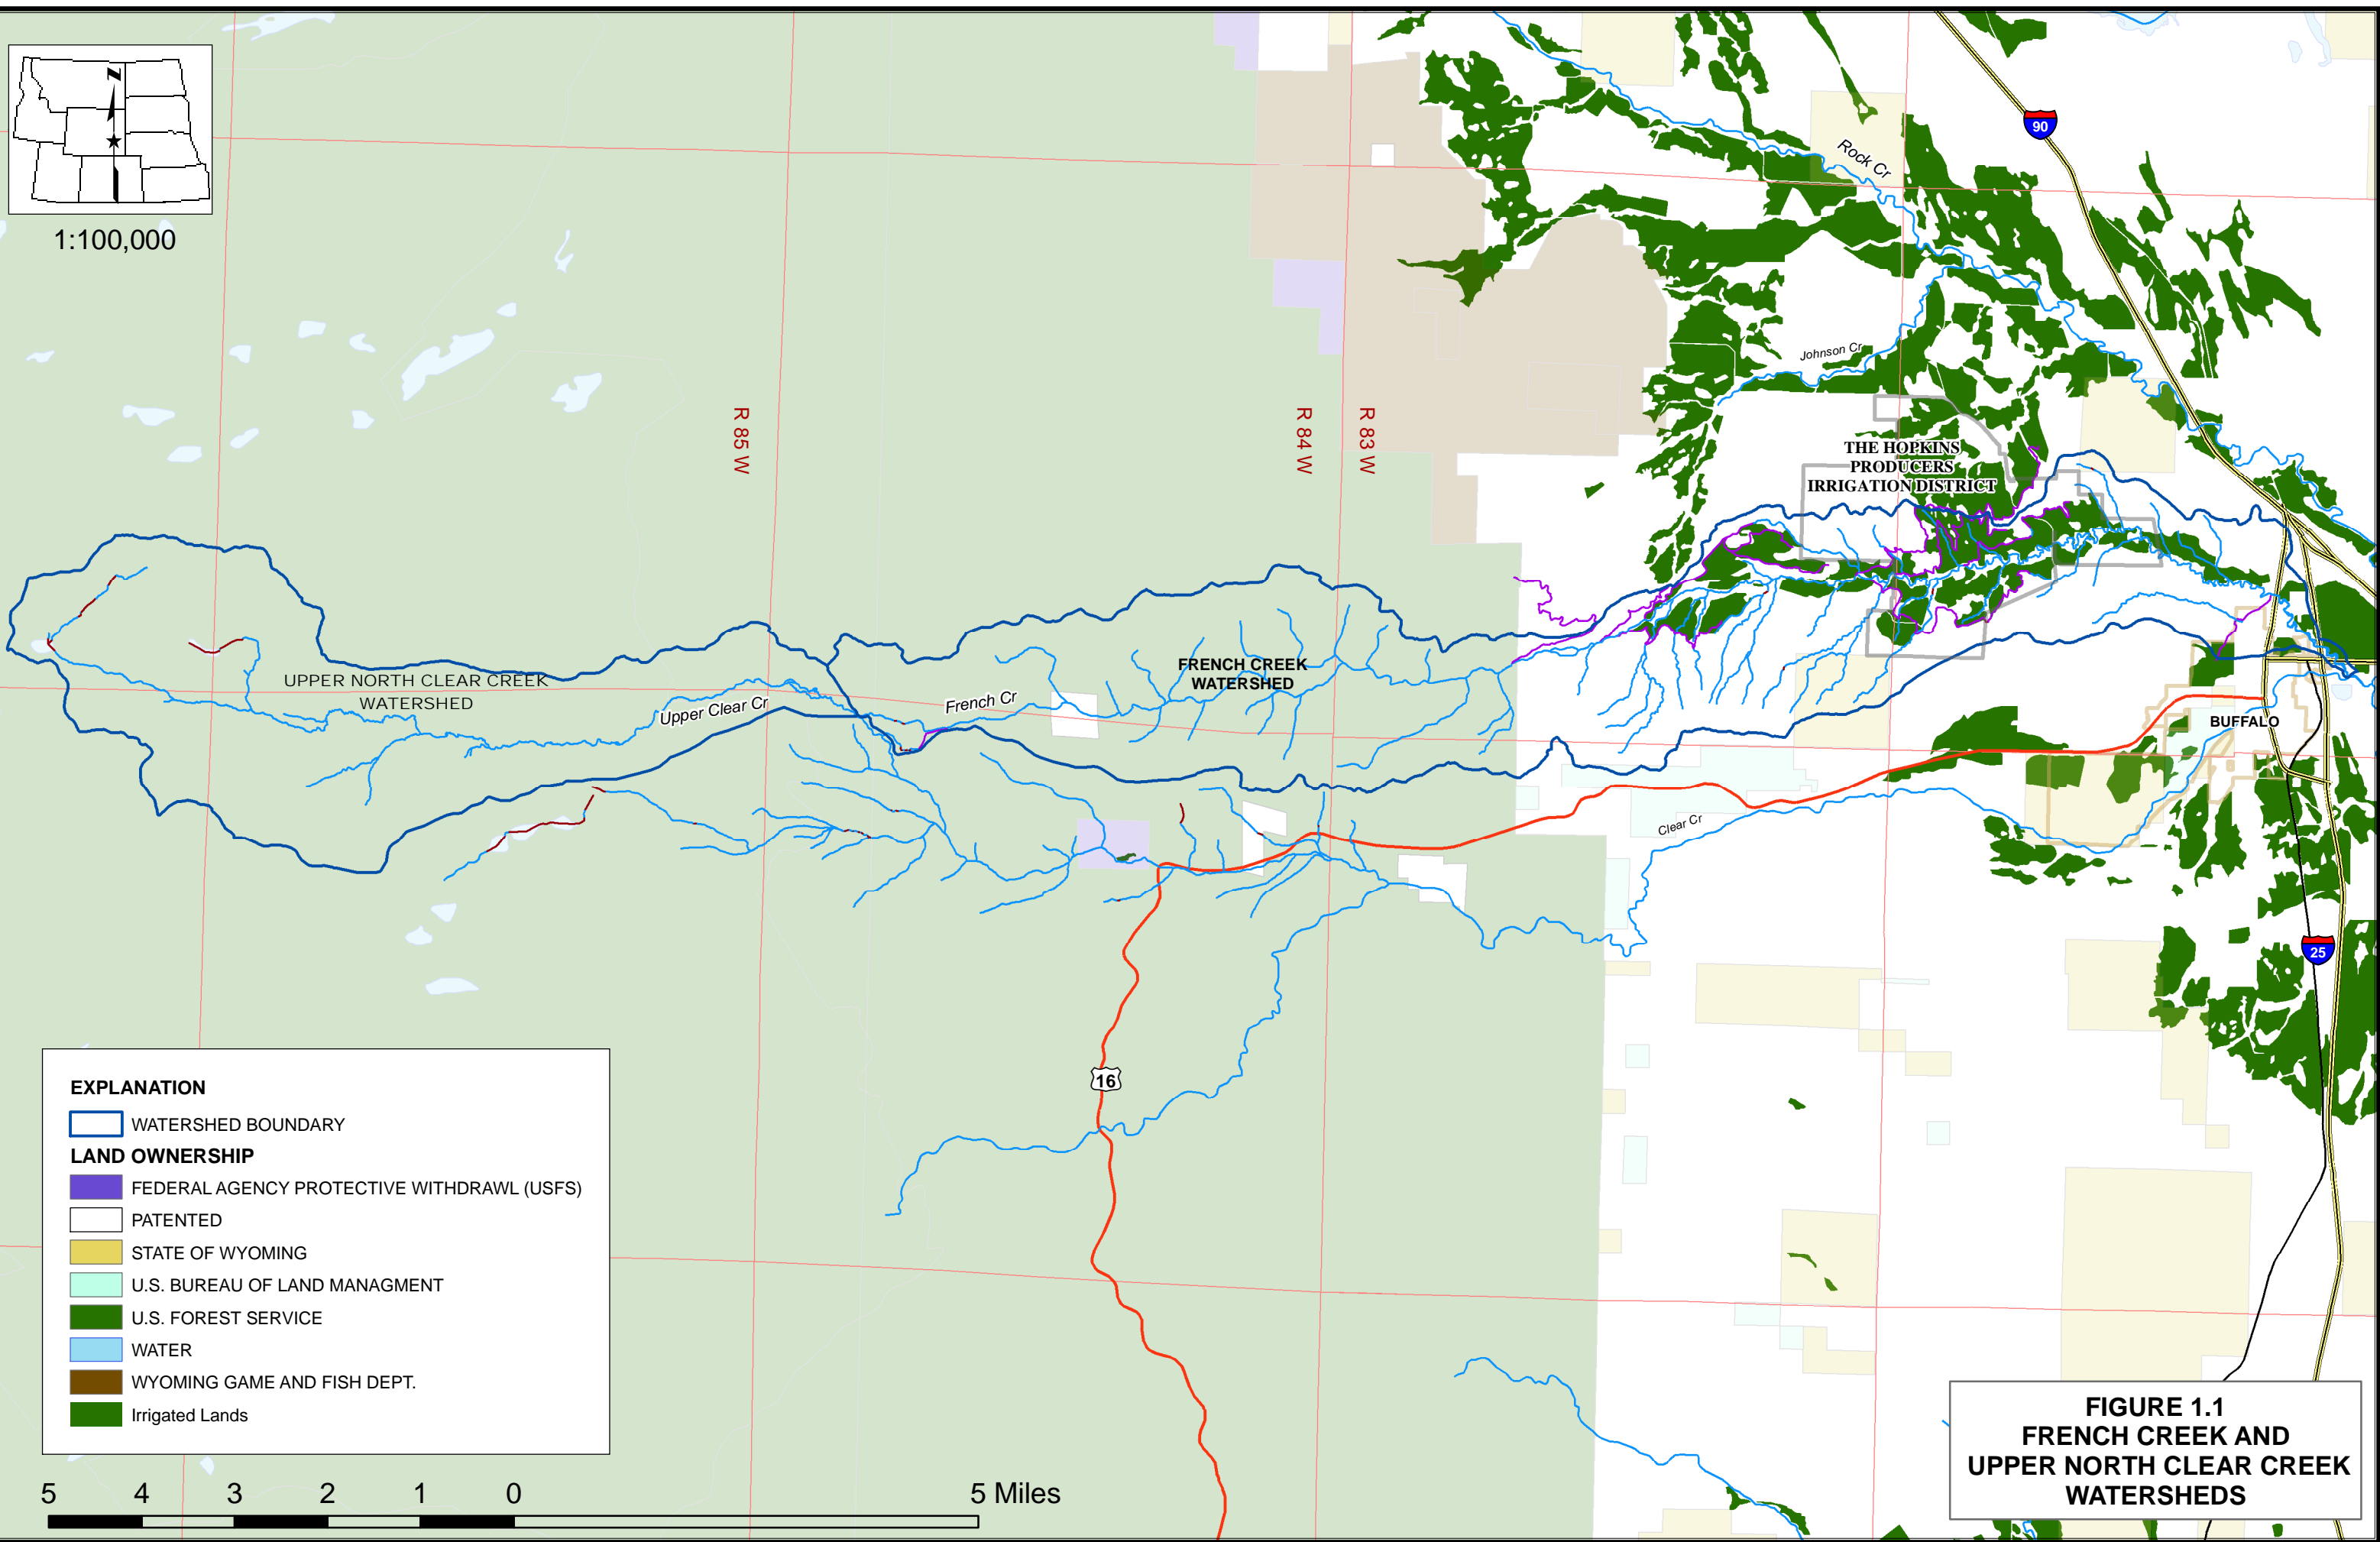 N
1:100,000
90
Rock Cr
Johnson Cr
R 85 W
R 84 W
R 83 W
THE HOPKINS
PRODUCERS
IRRIGATION DISTRICT
UPPER NORTH CLEAR CREEK
WATERSHED
Upper Clear Cr
French Cr
FRENCH CREEK
WATERSHED
BUFFALO
Clear Cr
25
16
EXPLANATION
WATERSHED BOUNDARY
LAND OWNERSHIP
FEDERAL AGENCY PROTECTIVE WITHDRAWL (USFS)
PATENTED
STATE OF WYOMING
U.S. BUREAU OF LAND MANAGMENT
U.S. FOREST SERVICE
WATER
WYOMING GAME AND FISH DEPT.
Irrigated Lands
5 4 3 2 1 0 5 Miles
FIGURE 1.1
FRENCH CREEK AND
UPPER NORTH CLEAR CREEK
WATERSHEDS